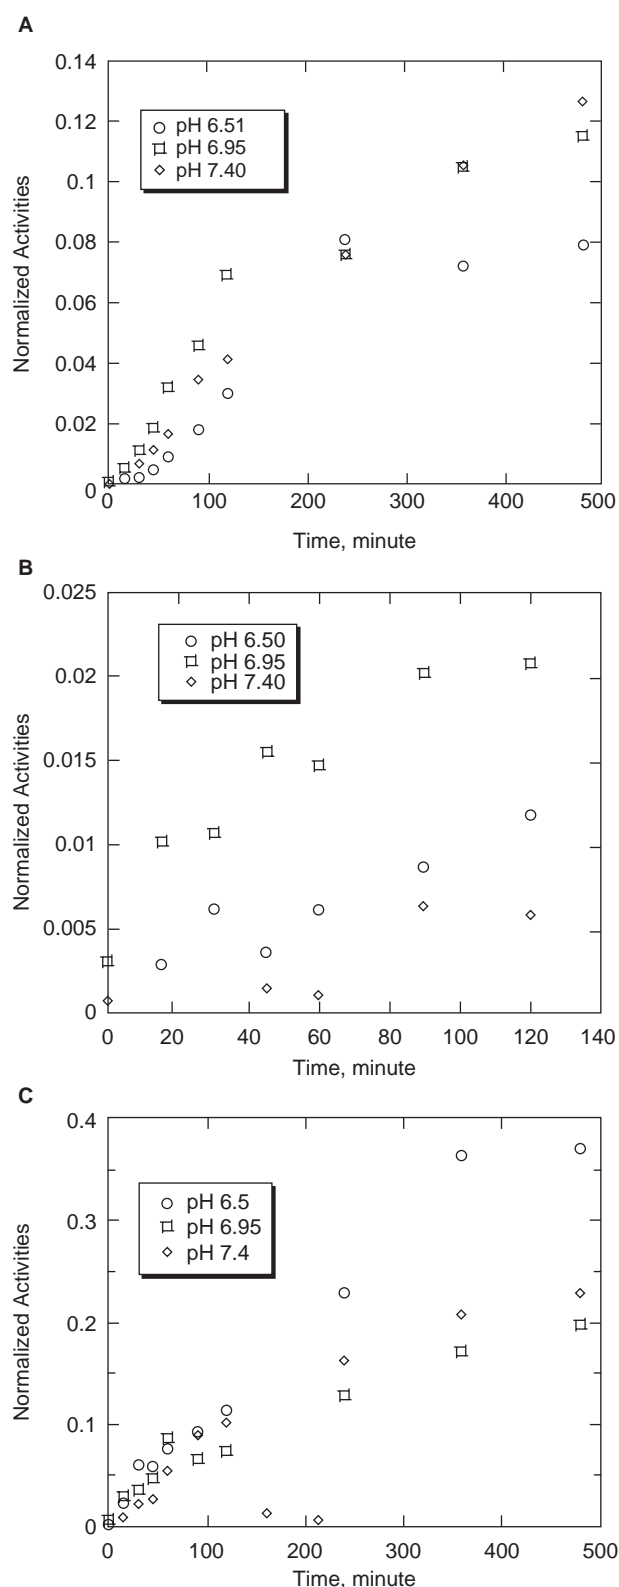 A
0.14
0.12
0.1
0.08
0.06
0.04
0.02
0
Normalized Activities
pH 6.51
pH 6.95
pH 7.40
0 100 200 300 400 500
Time, minute
B
0.025
0.02
0.015
0.01
0.005
0
Normalized Activities
pH 6.50
pH 6.95
pH 7.40
0 20 40 60 80 100 120 140
Time, minute
C
0.4
0.3
0.2
0.1
0
Normalized Activities
pH 6.5
pH 6.95
pH 7.4
0 100 200 300 400 500
Time, minute